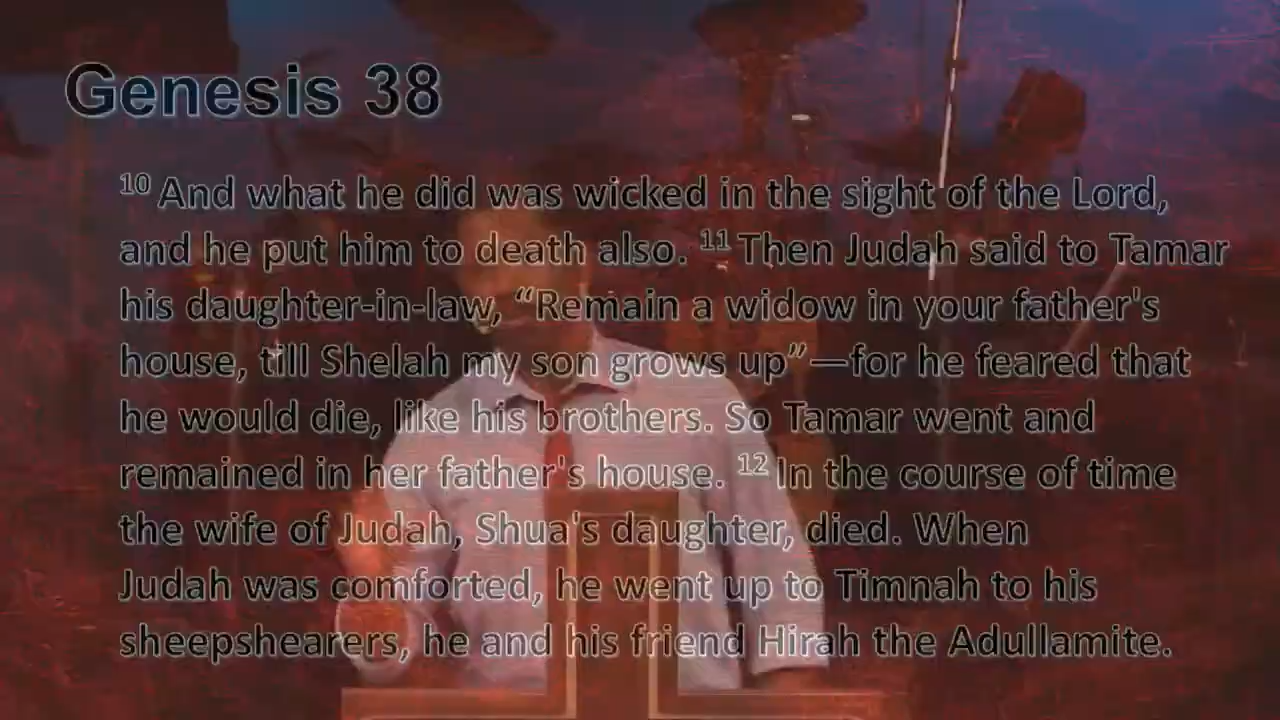 Genesis 38
10 And what he did was wicked in the sight of the Lord,
and he put him to death also. 11 Then Judah said to Tamar
his daughter-in-law, “Remain a widow in your father's
house, till Shelah my son grows up”—for he feared that
he would die, like his brothers. So Tamar went and
remained in her father's house. 12 In the course of time
the wife of Judah, Shua's daughter, died. When
Judah was comforted, he went up to Timnah to his
sheepshearers, he and his friend Hirah the Adullamite.